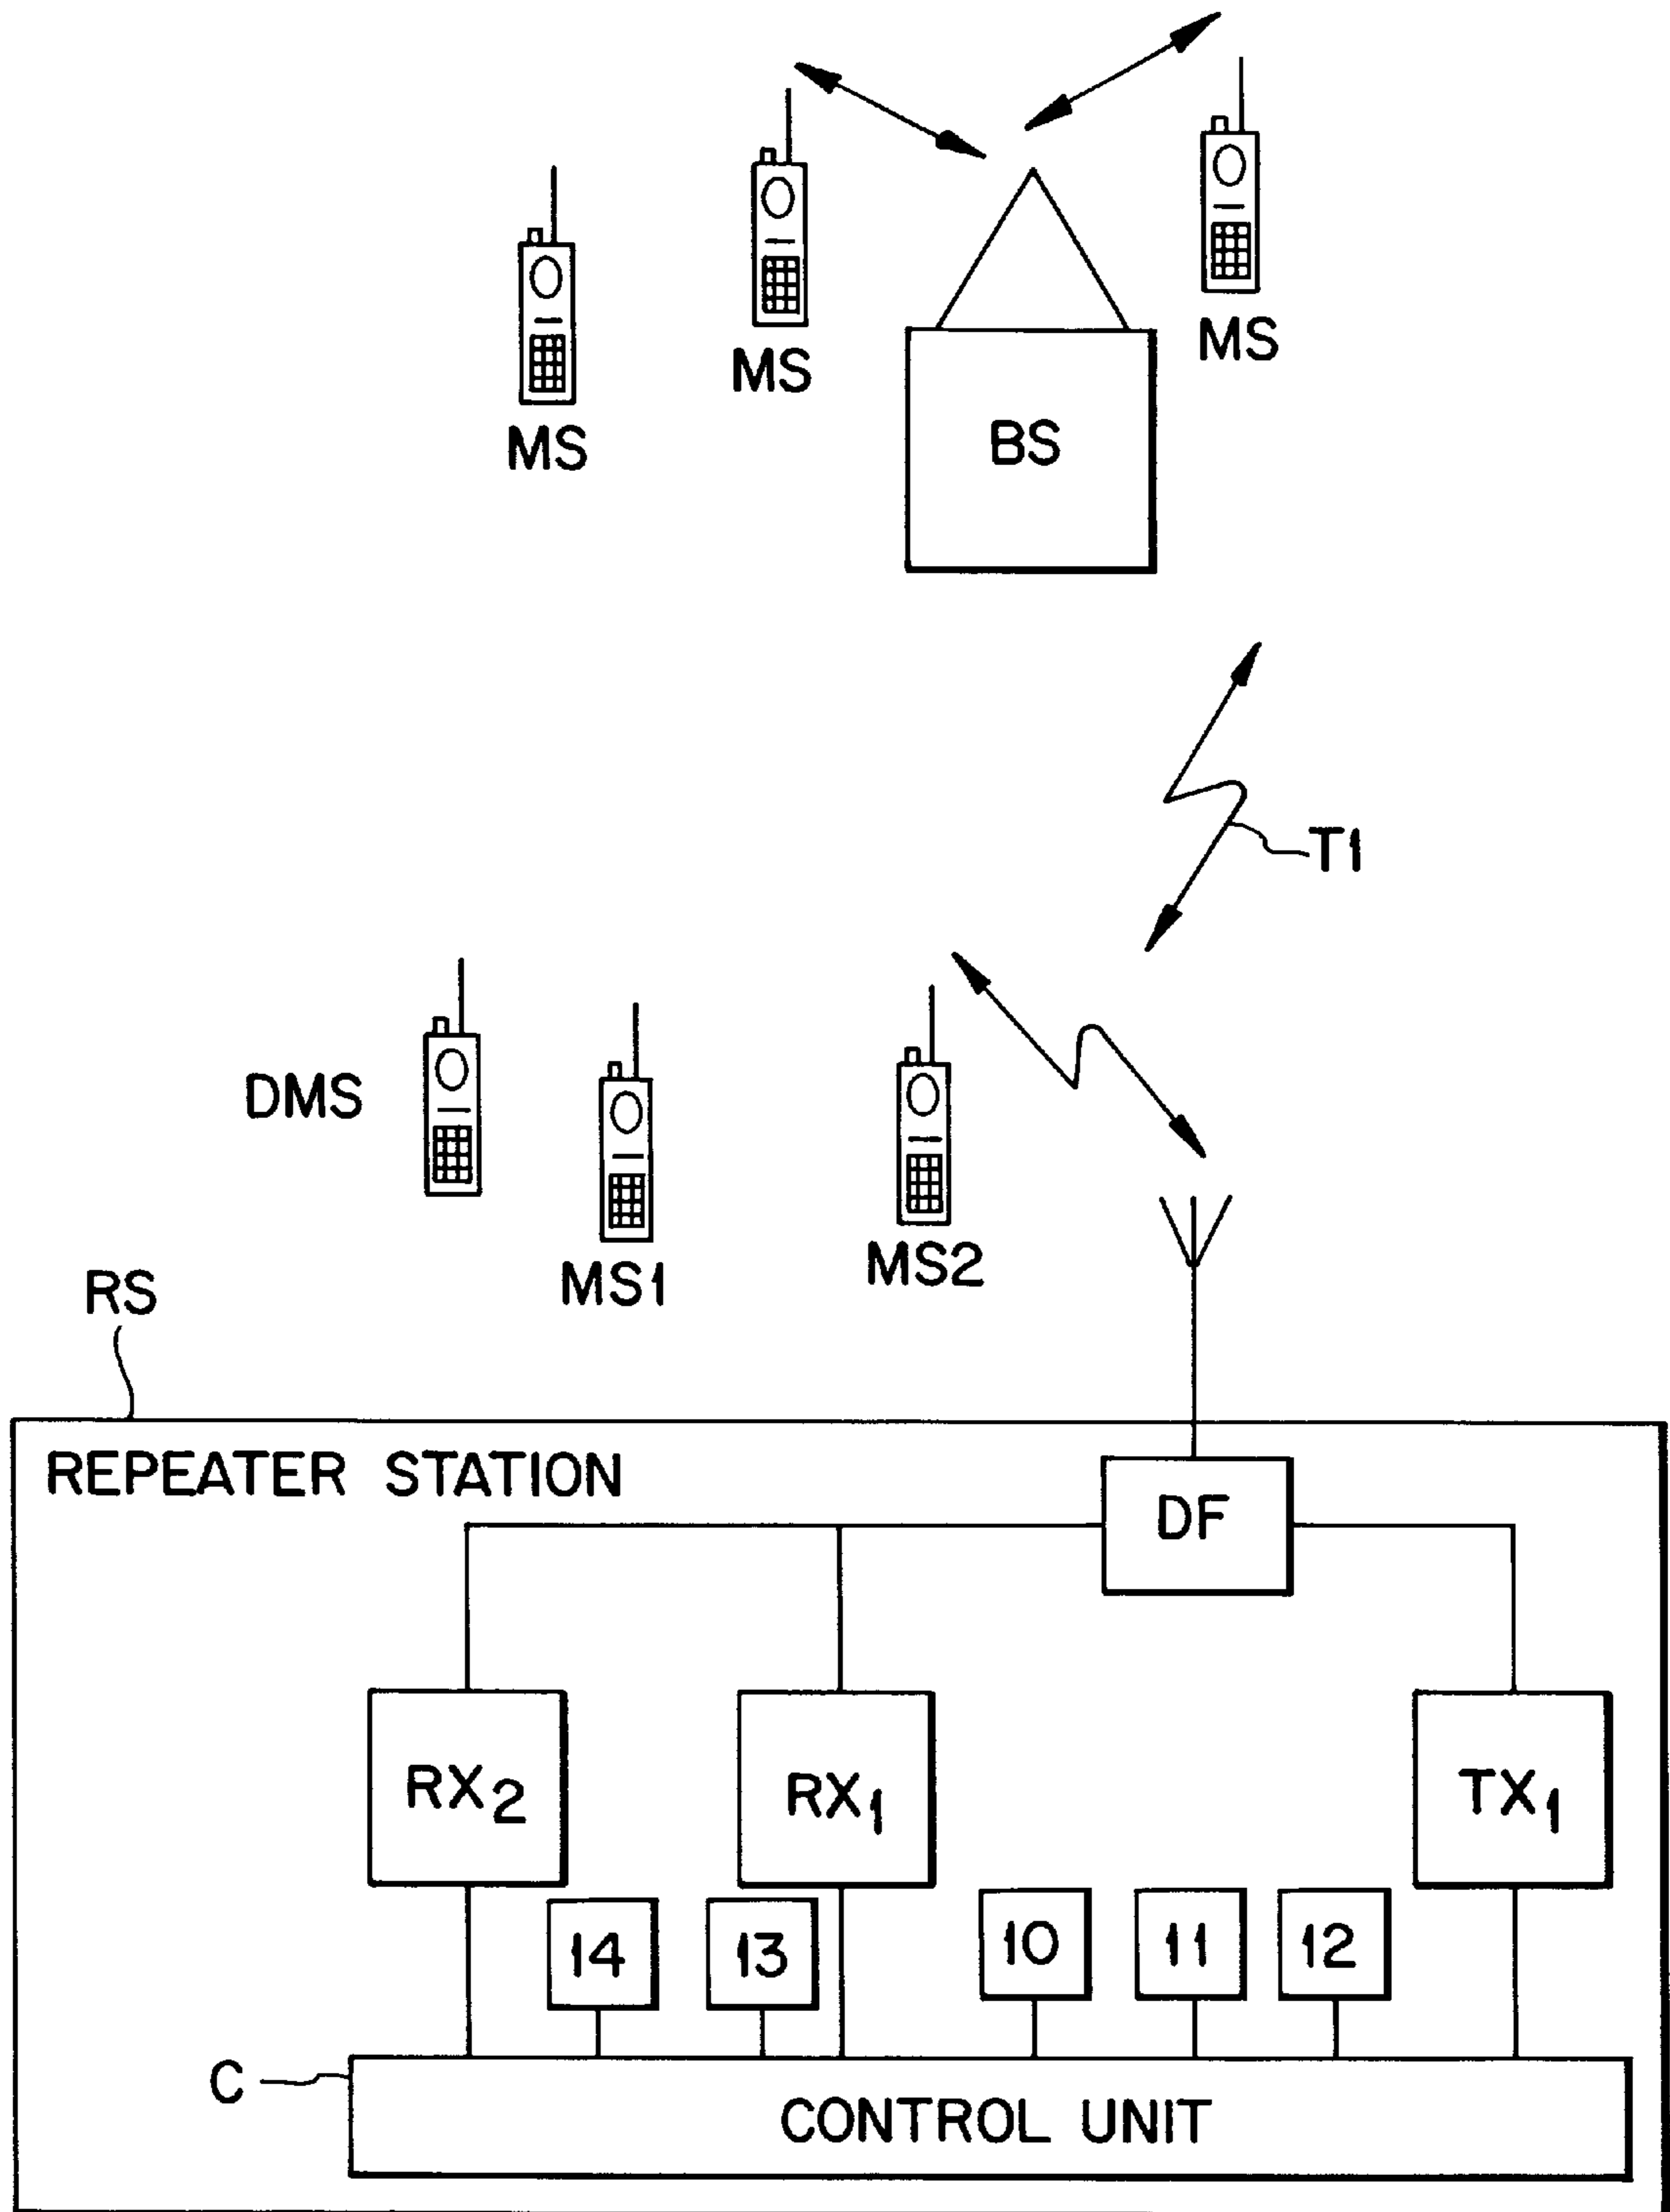 MS
MS
MS
BS
T1
DMS
MS1
MS2
RS
REPEATER STATION
DF
RX2
RX1
TX1
14
13
10
11
12
C
CONTROL UNIT